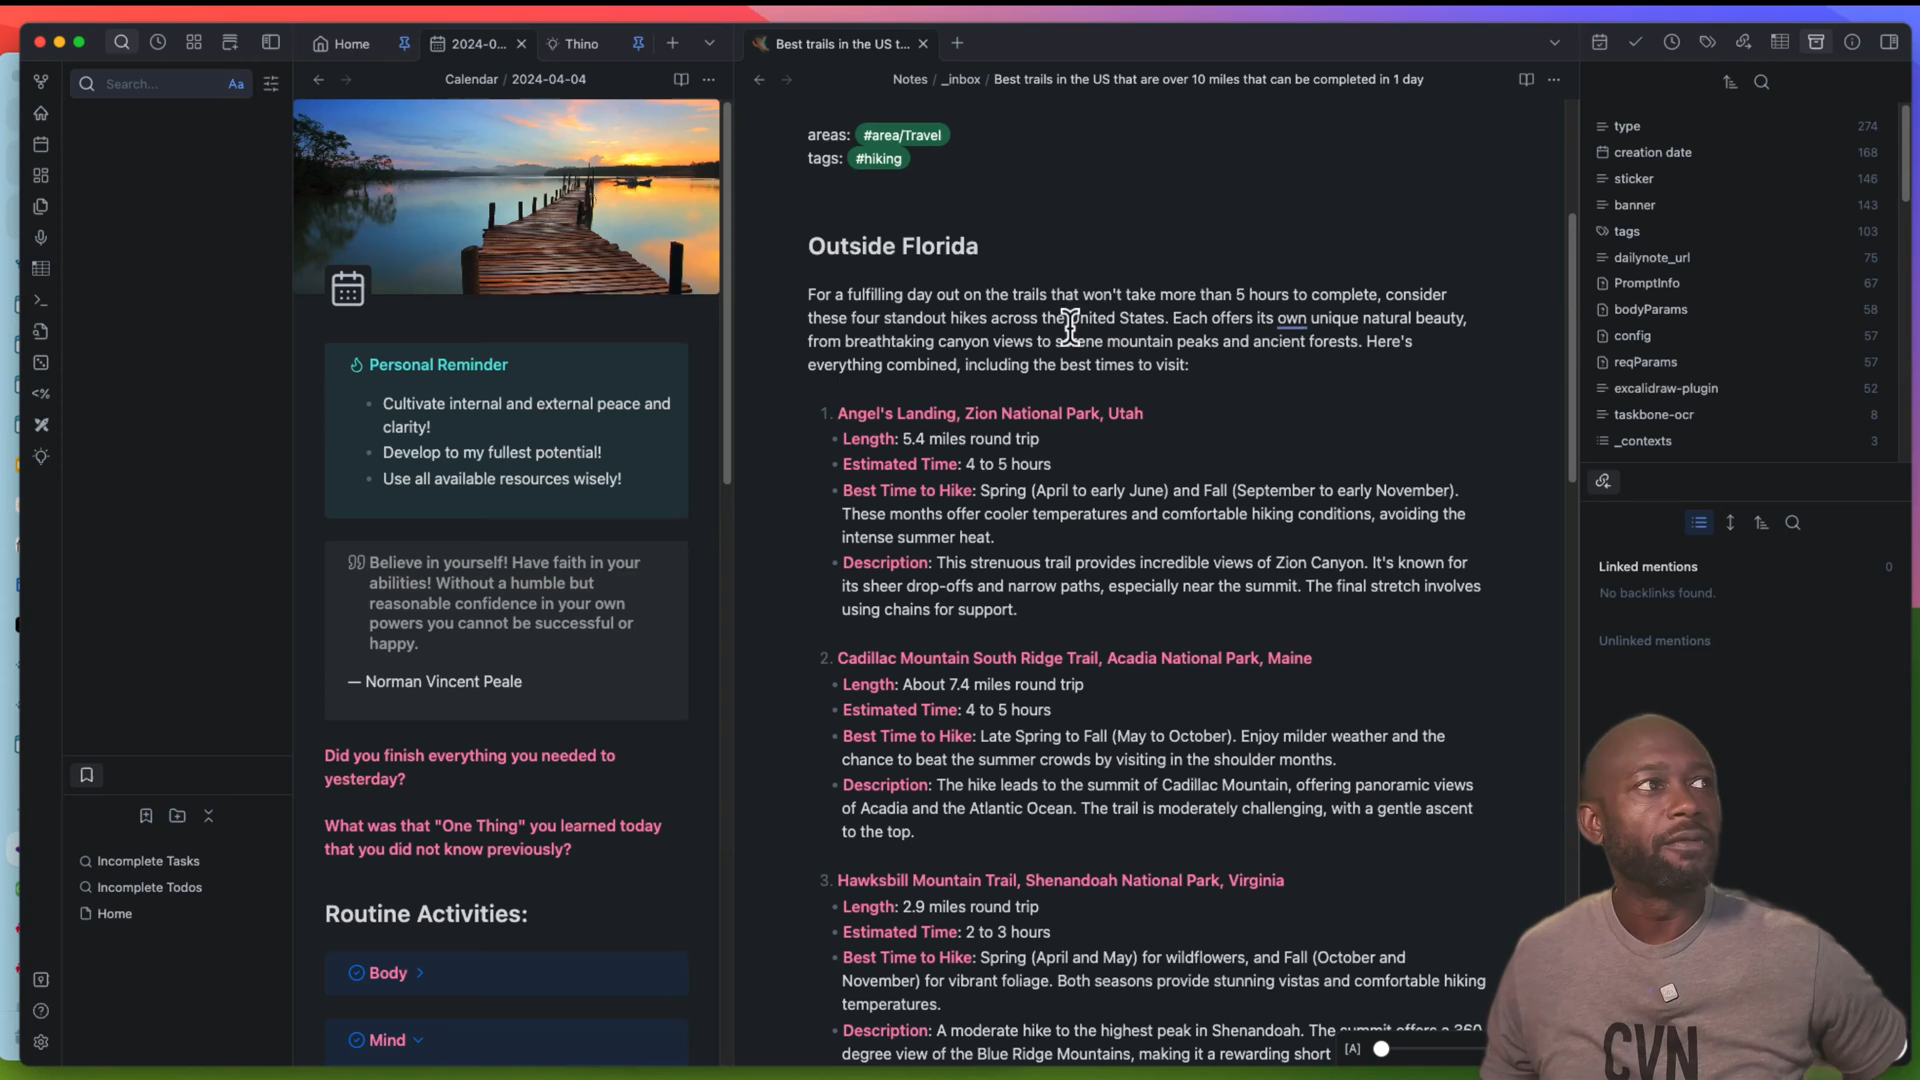 Home
2024-0...
Thino
Best trails in the US t...
Search...
Aa
Calendar / 2024-04-04
Notes / _inbox / Best trails in the US that are over 10 miles that can be completed in 1 day
<%
Incomplete Tasks
Incomplete Todos
Home
Personal Reminder
Cultivate internal and external peace and
clarity!
Develop to my fullest potential!
Use all available resources wisely!
Believe in yourself! Have faith in your
abilities! Without a humble but
reasonable confidence in your own
powers you cannot be successful or
happy.
— Norman Vincent Peale
Did you finish everything you needed to
yesterday?
What was that "One Thing" you learned today
that you did not know previously?
Routine Activities:
Body
Mind
areas: #area/Travel
tags: #hiking
Outside Florida
For a fulfilling day out on the trails that won't take more than 5 hours to complete, consider
these four standout hikes across the United States. Each offers its own unique natural beauty,
from breathtaking canyon views to serene mountain peaks and ancient forests. Here's
everything combined, including the best times to visit:
1. Angel's Landing, Zion National Park, Utah
Length: 5.4 miles round trip
Estimated Time: 4 to 5 hours
Best Time to Hike: Spring (April to early June) and Fall (September to early November).
These months offer cooler temperatures and comfortable hiking conditions, avoiding the
intense summer heat.
Description: This strenuous trail provides incredible views of Zion Canyon. It's known for
its sheer drop-offs and narrow paths, especially near the summit. The final stretch involves
using chains for support.
2. Cadillac Mountain South Ridge Trail, Acadia National Park, Maine
Length: About 7.4 miles round trip
Estimated Time: 4 to 5 hours
Best Time to Hike: Late Spring to Fall (May to October). Enjoy milder weather and the
chance to beat the summer crowds by visiting in the shoulder months.
Description: The hike leads to the summit of Cadillac Mountain, offering panoramic views
of Acadia and the Atlantic Ocean. The trail is moderately challenging, with a gentle ascent
to the top.
3. Hawksbill Mountain Trail, Shenandoah National Park, Virginia
Length: 2.9 miles round trip
Estimated Time: 2 to 3 hours
Best Time to Hike: Spring (April and May) for wildflowers, and Fall (October and
November) for vibrant foliage. Both seasons provide stunning vistas and comfortable hiking
temperatures.
Description: A moderate hike to the highest peak in Shenandoah. The summit offers a 360
degree view of the Blue Ridge Mountains, making it a rewarding short
[A]
type 274
creation date 168
sticker 146
banner 143
tags 103
dailynote_url 75
PromptInfo 67
bodyParams 58
config 57
reqParams 57
excalidraw-plugin 52
taskbone-ocr 8
_contexts 3
Linked mentions 0
No backlinks found.
Unlinked mentions
CVN